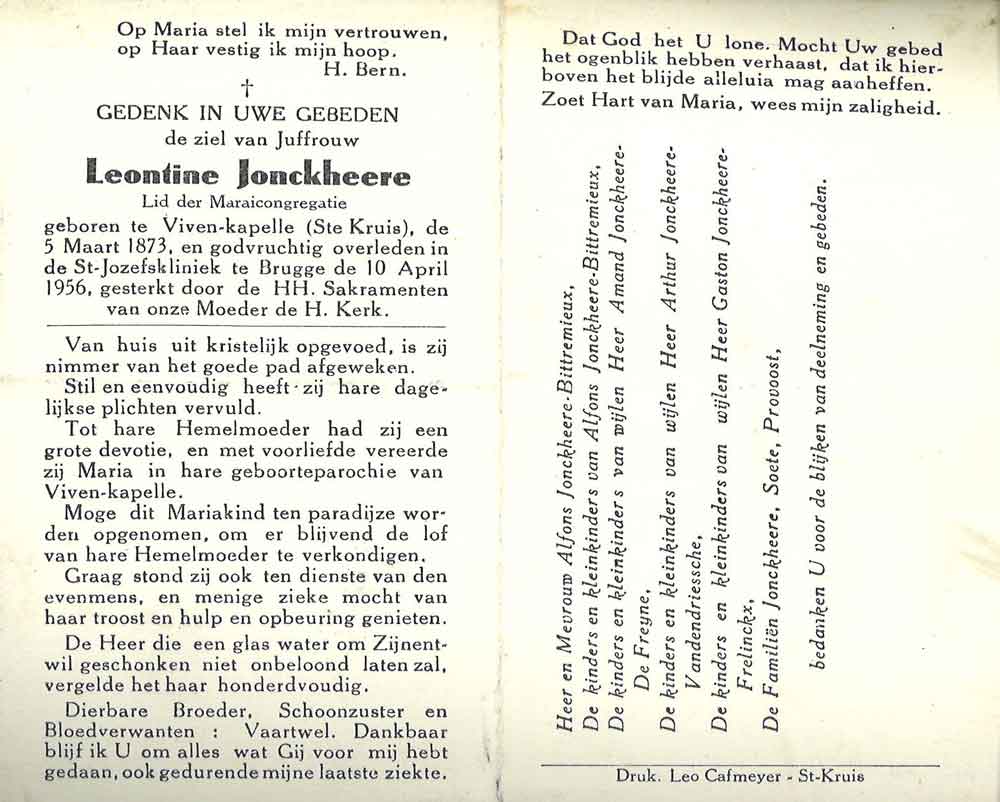 Op Maria stel ik mijn vertrouwen,
op Haar vestig ik mijn hoop.
H. Bern.
†
GEDENK IN UWE GEBEDEN
de ziel van Juffrouw
Leontine Jonckheere
Lid der Maraicongregatie
geboren te Viven-kapelle (Ste Kruis), de
5 Maart 1873, en godvruchtig overleden in
de St-Jozefskliniek te Brugge de 10 April
1956, gesterkt door de HH. Sakramenten
van onze Moeder de H. Kerk.
Van huis uit kristelijk opgevoed, is zij
nimmer van het goede pad afgeweken.
Stil en eenvoudig heeft zij hare dage-
lijkse plichten vervuld.
Tot hare Hemelmoeder had zij een
grote devotie, en met voorliefde vereerde
zij Maria in hare geboorteparochie van
Viven-kapelle.
Moge dit Mariakind ten paradijze wor-
den opgenomen, om er blijvend de lof
van hare Hemelmoeder te verkondigen.
Graag stond zij ook ten dienste van den
evenmens, en menige zieke mocht van
haar troost en hulp en opbeuring genieten.
De Heer die een glas water om Zijnent-
wil geschonken niet onbeloond laten zal,
vergelde het haar honderdvoudig.
Dierbare Broeder, Schoonzuster en
Bloedverwanten : Vaartwel. Dankbaar
blijf ik U om alles wat Gij voor mij hebt
gedaan, ook gedurende mijne laatste ziekte.
Dat God het U lone. Mocht Uw gebed
het ogenblik hebben verhaast, dat ik hier-
boven het blijde alleluia mag aanheffen.
Zoet Hart van Maria, wees mijn zaligheid.
Heer en Mevrouw Alfons Jonckheere-Bittremieux,
De kinders en kleinkinders van Alfons Jonckheere-Bittremieux,
De kinders en kleinkinders van wijlen Heer Amand Jonckheere-
De Freyne,
De kinders en kleinkinders van wijlen Heer Arthur Jonckheere-
Vandendriessche,
De kinders en kleinkinders van wijlen Heer Gaston Jonckheere-
Frelinckx,
De Familiën Jonckheere, Soete, Provoost,
bedanken U voor de blijken van deelneming en gebeden.
Druk. Leo Cafmeyer - St-Kruis